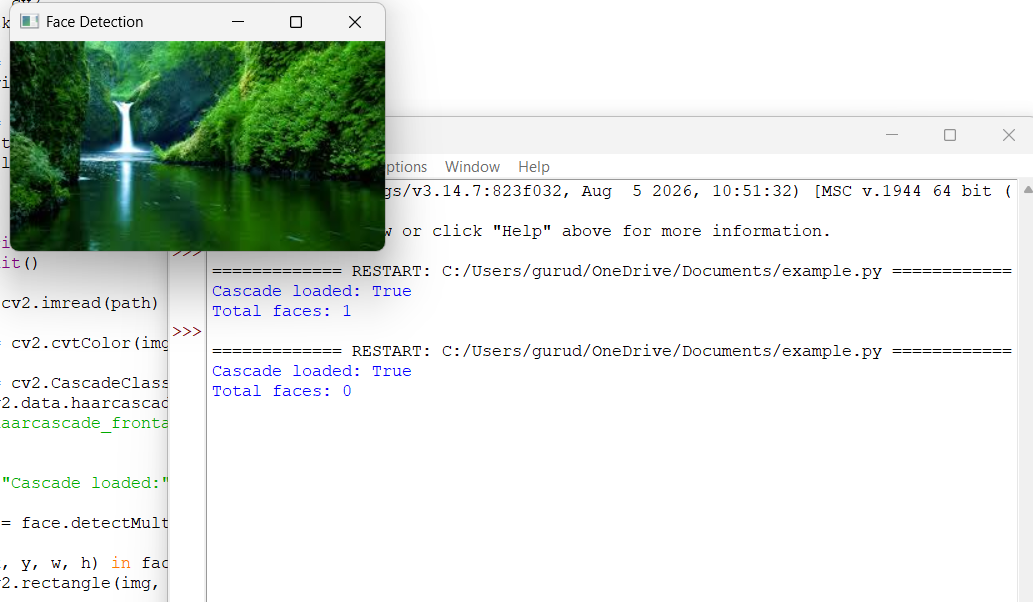 Face Detection
ptions Window Help
gs/v3.14.7:823f032, Aug  5 2026, 10:51:32) [MSC v.1944 64 bit (
w or click "Help" above for more information.
>>>
============= RESTART: C:/Users/gurud/OneDrive/Documents/example.py ============
Cascade loaded: True
Total faces: 1
>>>
============= RESTART: C:/Users/gurud/OneDrive/Documents/example.py ============
Cascade loaded: True
Total faces: 0
it()
cv2.imread(path)
= cv2.cvtColor(img
= cv2.CascadeClass
v2.data.haarcascad
aarcascade_fronta
"Cascade loaded:"
= face.detectMult
, y, w, h) in fac
v2.rectangle(img,